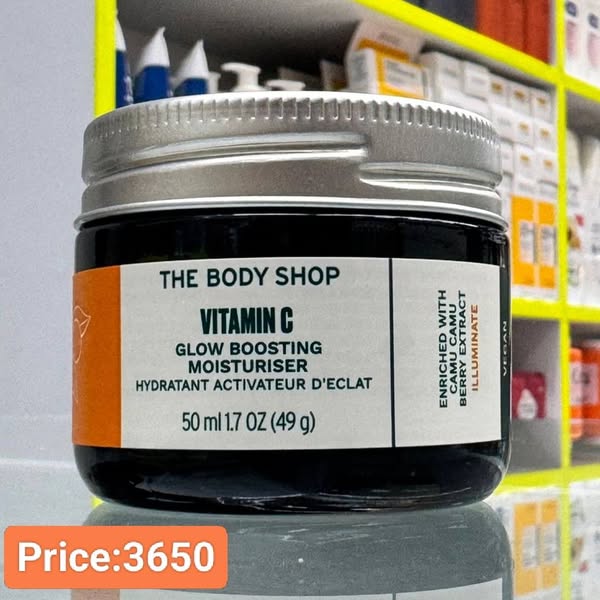 THE BODY SHOP
VITAMIN C
GLOW BOOSTING
MOISTURISER
HYDRATANT ACTIVATEUR D'ECLAT
50 ml 1.7 OZ (49 g)
ENRICHED WITH
CAMU CAMU
BERRY EXTRACT
ILLUMINATE
VEGAN
Price:3650